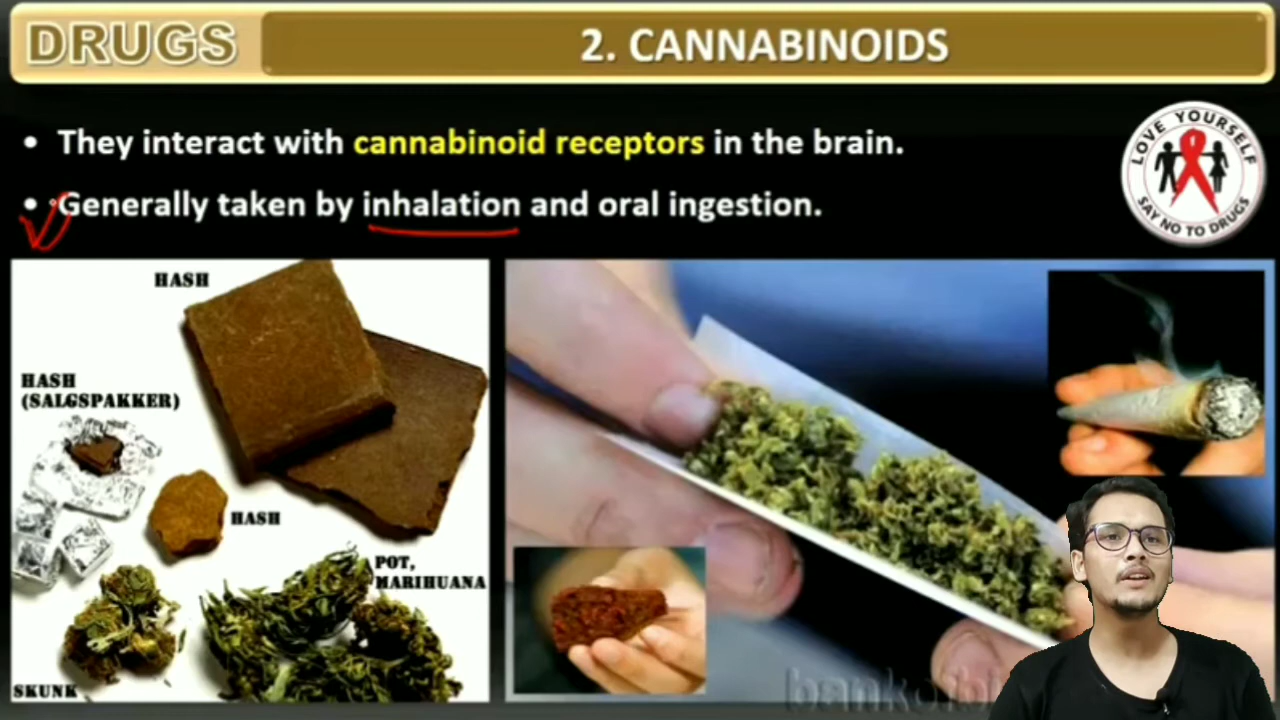 DRUGS
2. CANNABINOIDS
• They interact with cannabinoid receptors in the brain.
• Generally taken by inhalation and oral ingestion.
LOVE YOURSELF
SAY NO TO DRUGS
HASH
HASH
(SALGSPAKKER)
HASH
POT,
MARIHUANA
SKUNK